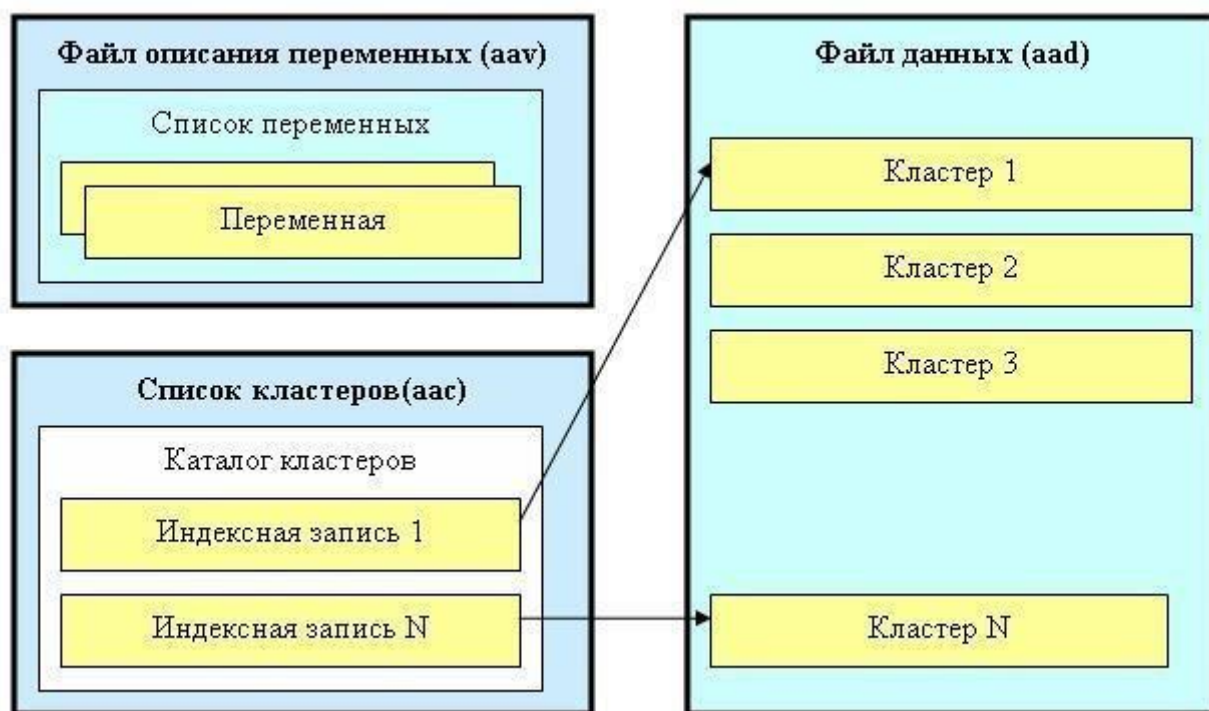 Файл описания переменных (aav)
Список переменных
Переменная
Список кластеров(aac)
Каталог кластеров
Индексная запись 1
Индексная запись N
Файл данных (aad)
Кластер 1
Кластер 2
Кластер 3
Кластер N